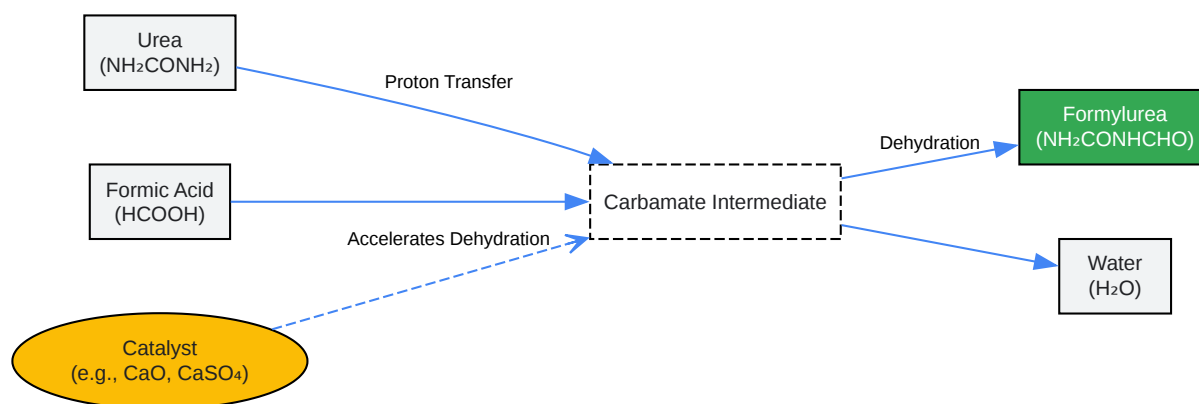 Urea
(NH₂CONH₂)
Proton Transfer
Formic Acid
(HCOOH)
Accelerates Dehydration
Catalyst
(e.g., CaO, CaSO₄)
Carbamate Intermediate
Dehydration
Formylurea
(NH₂CONHCHO)
Water
(H₂O)